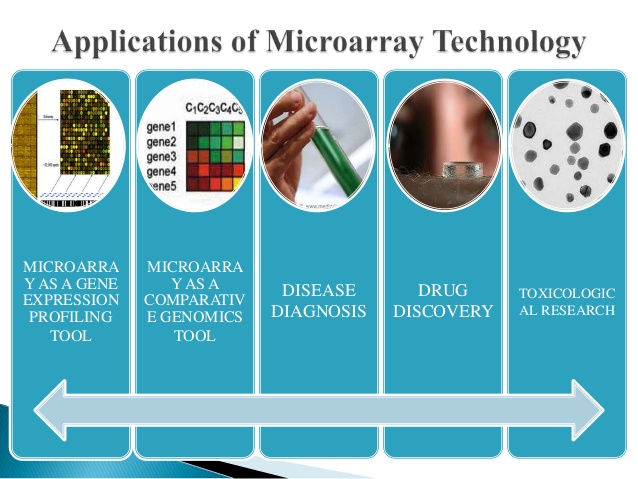 Applications of Microarray Technology
C1C2C3C4C5
gene1
gene2
gene3
gene4
gene5
MICROARRA
Y AS A GENE
EXPRESSION
PROFILING
TOOL
MICROARRA
Y AS A
COMPARATIV
E GENOMICS
TOOL
DISEASE
DIAGNOSIS
DRUG
DISCOVERY
TOXICOLOGIC
AL RESEARCH